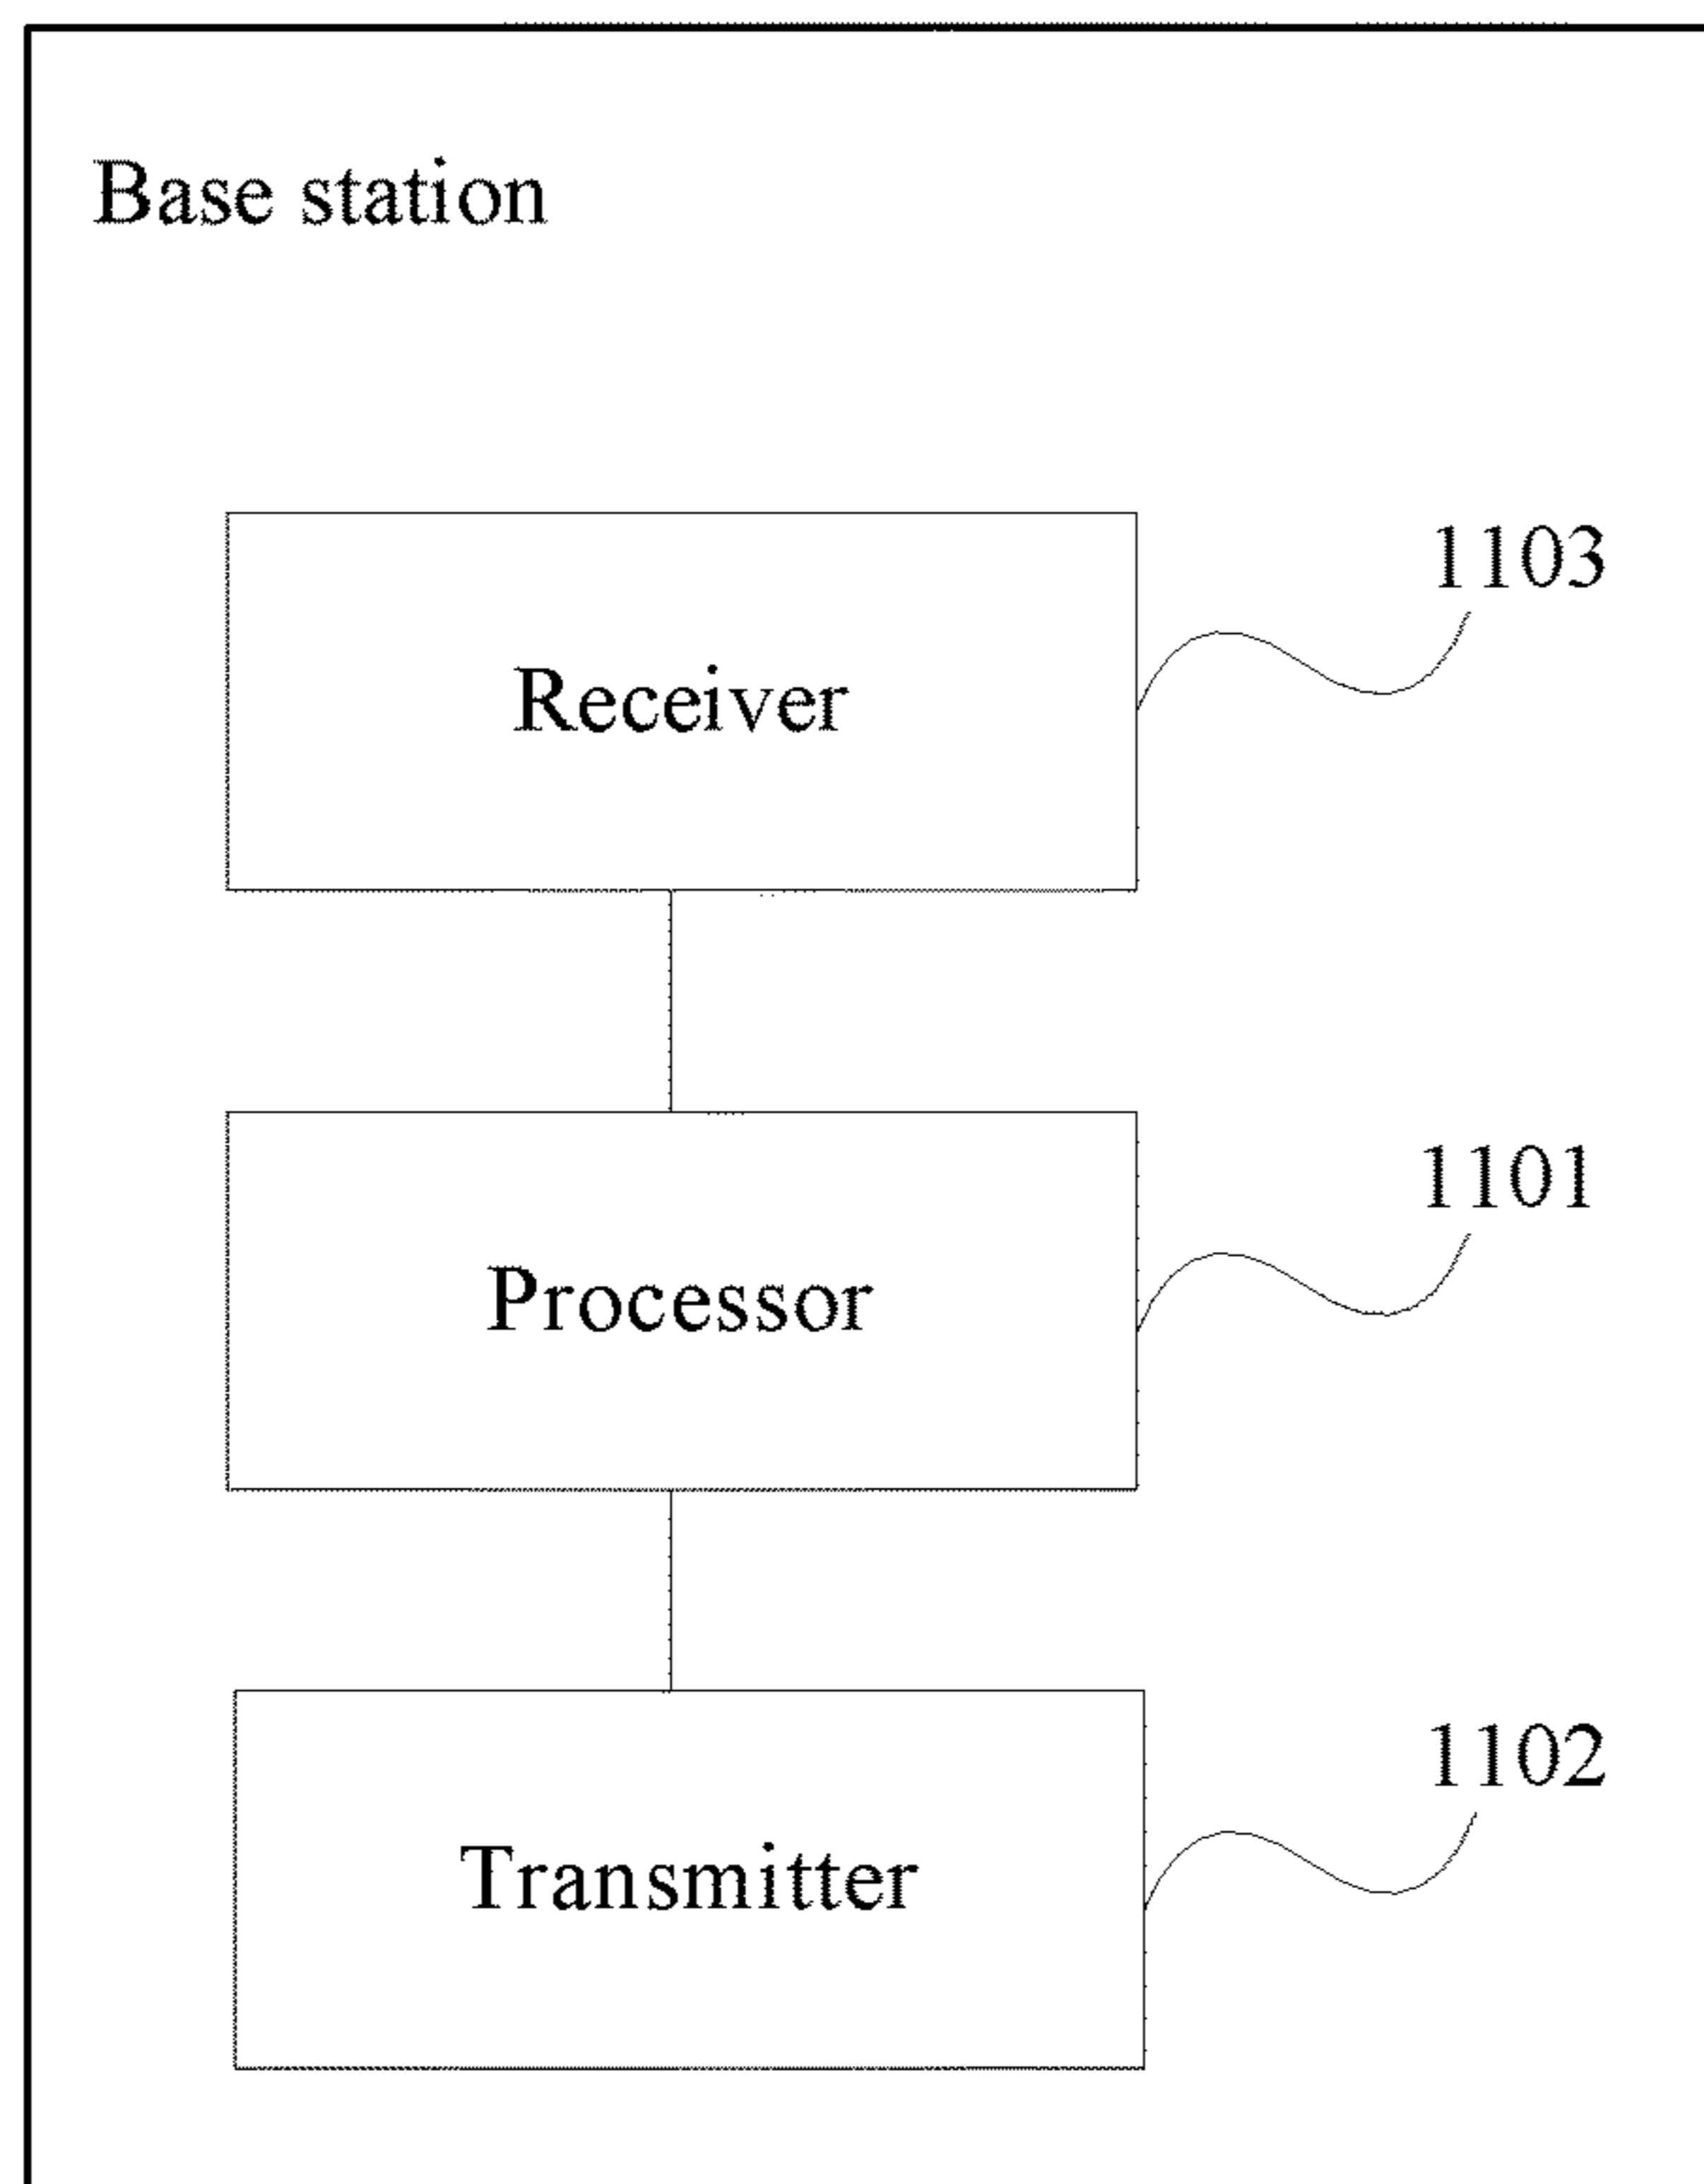 Base station
1103
Receiver
1101
Processor
1102
Transmitter